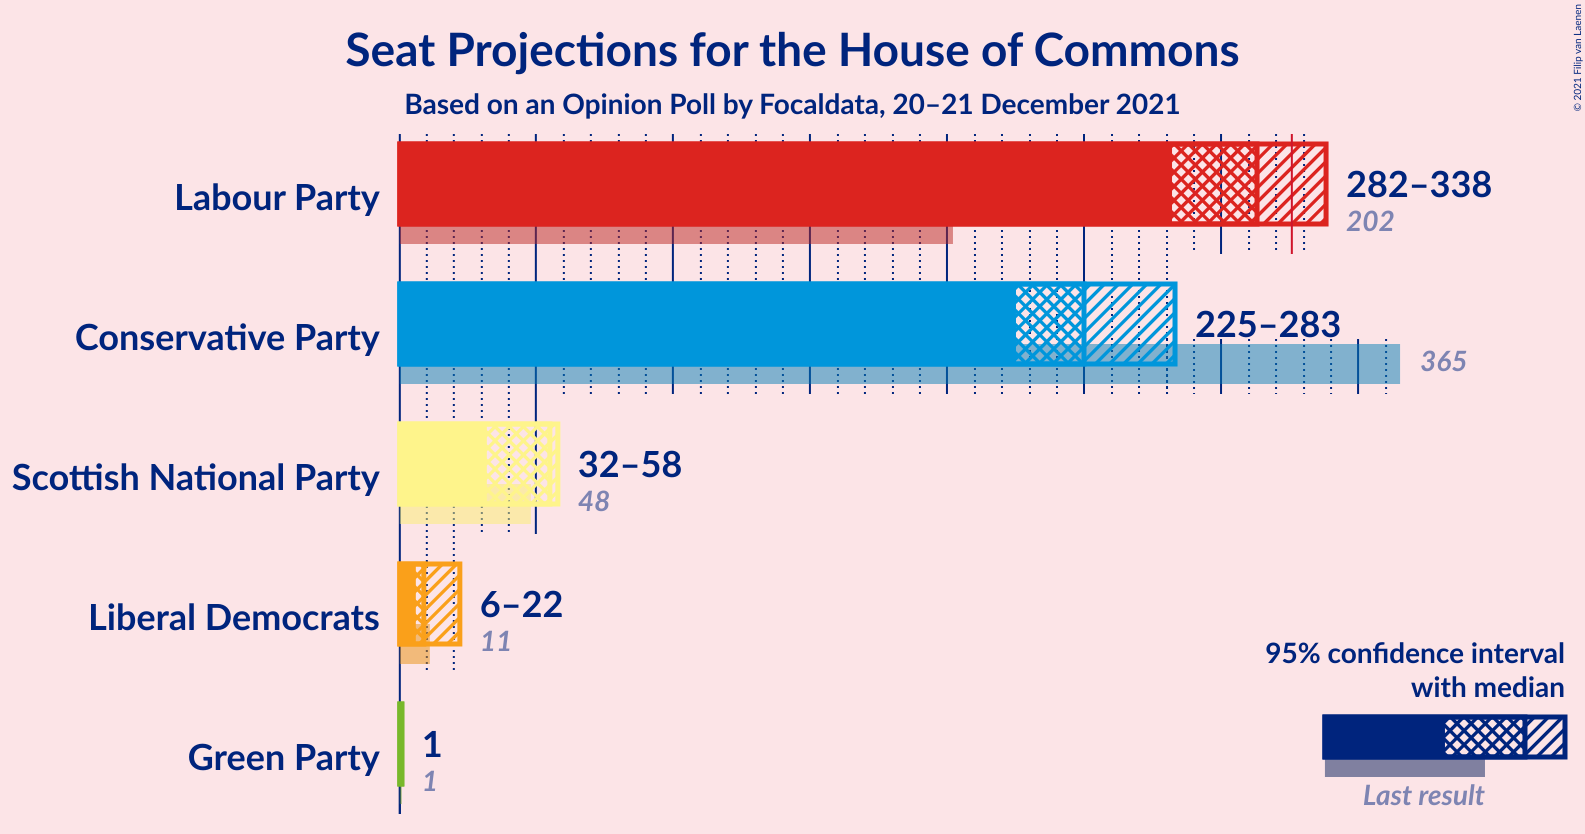 Seat Projections for the House of Commons
Based on an Opinion Poll by Focaldata, 20–21 December 2021
© 2021 Filip van Laenen
Labour Party
282–338
202
Conservative Party
225–283
365
Scottish National Party
32–58
48
Liberal Democrats
6–22
11
Green Party
1
1
95% confidence interval
with median
Last result